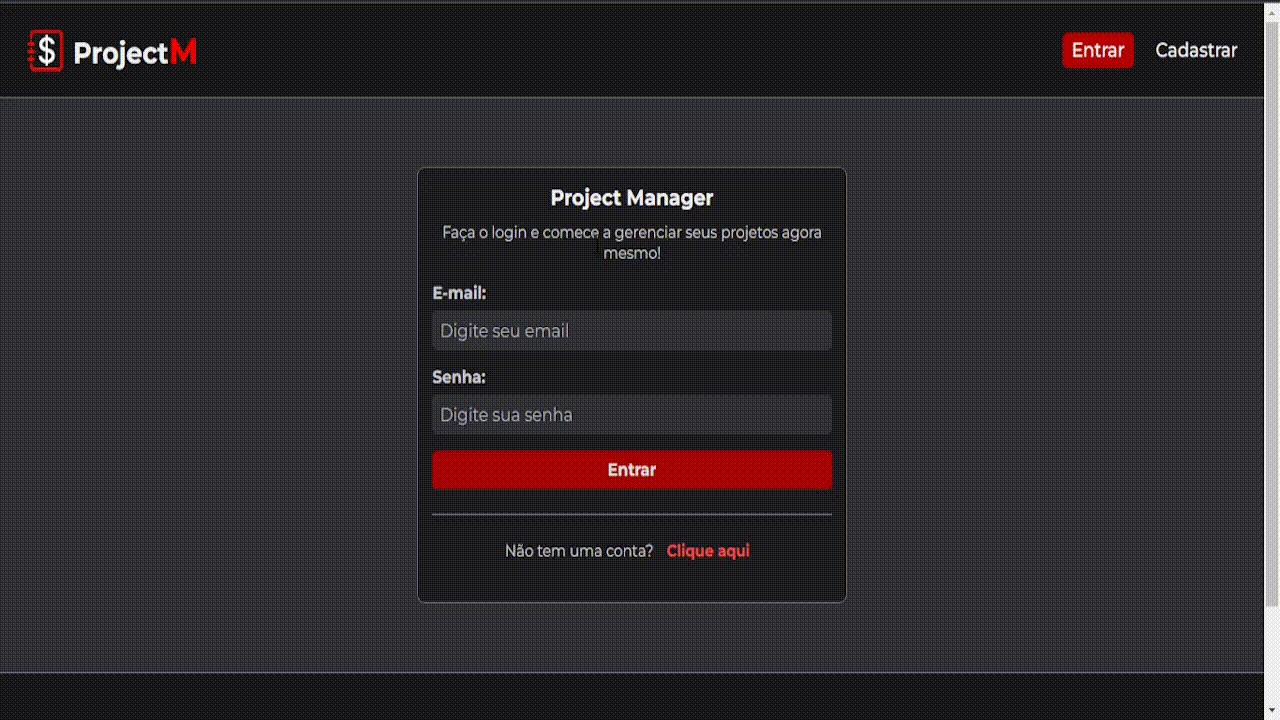 $ ProjectM
Entrar Cadastrar
Project Manager
Faça o login e comece a gerenciar seus projetos agora
mesmo!
E-mail:
Digite seu email
Senha:
Digite sua senha
Entrar
Não tem uma conta? Clique aqui